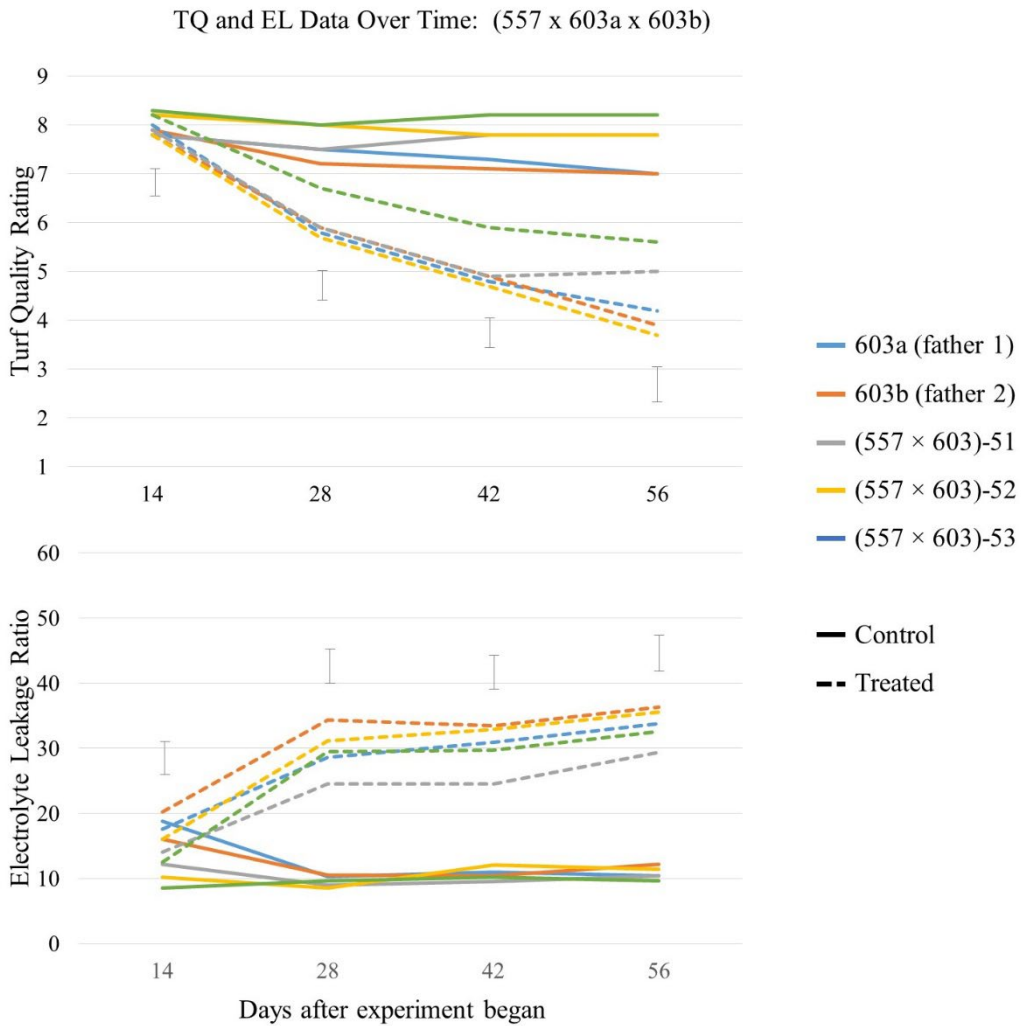 TQ and EL Data Over Time: (557 x 603a x 603b)
Turf Quality Rating
9
8
7
6
5
4
3
2
1
14 28 42 56
603a (father 1)
603b (father 2)
(557 × 603)-51
(557 × 603)-52
(557 × 603)-53
Control
Treated
Electrolyte Leakage Ratio
60
50
40
30
20
10
0
14 28 42 56
Days after experiment began